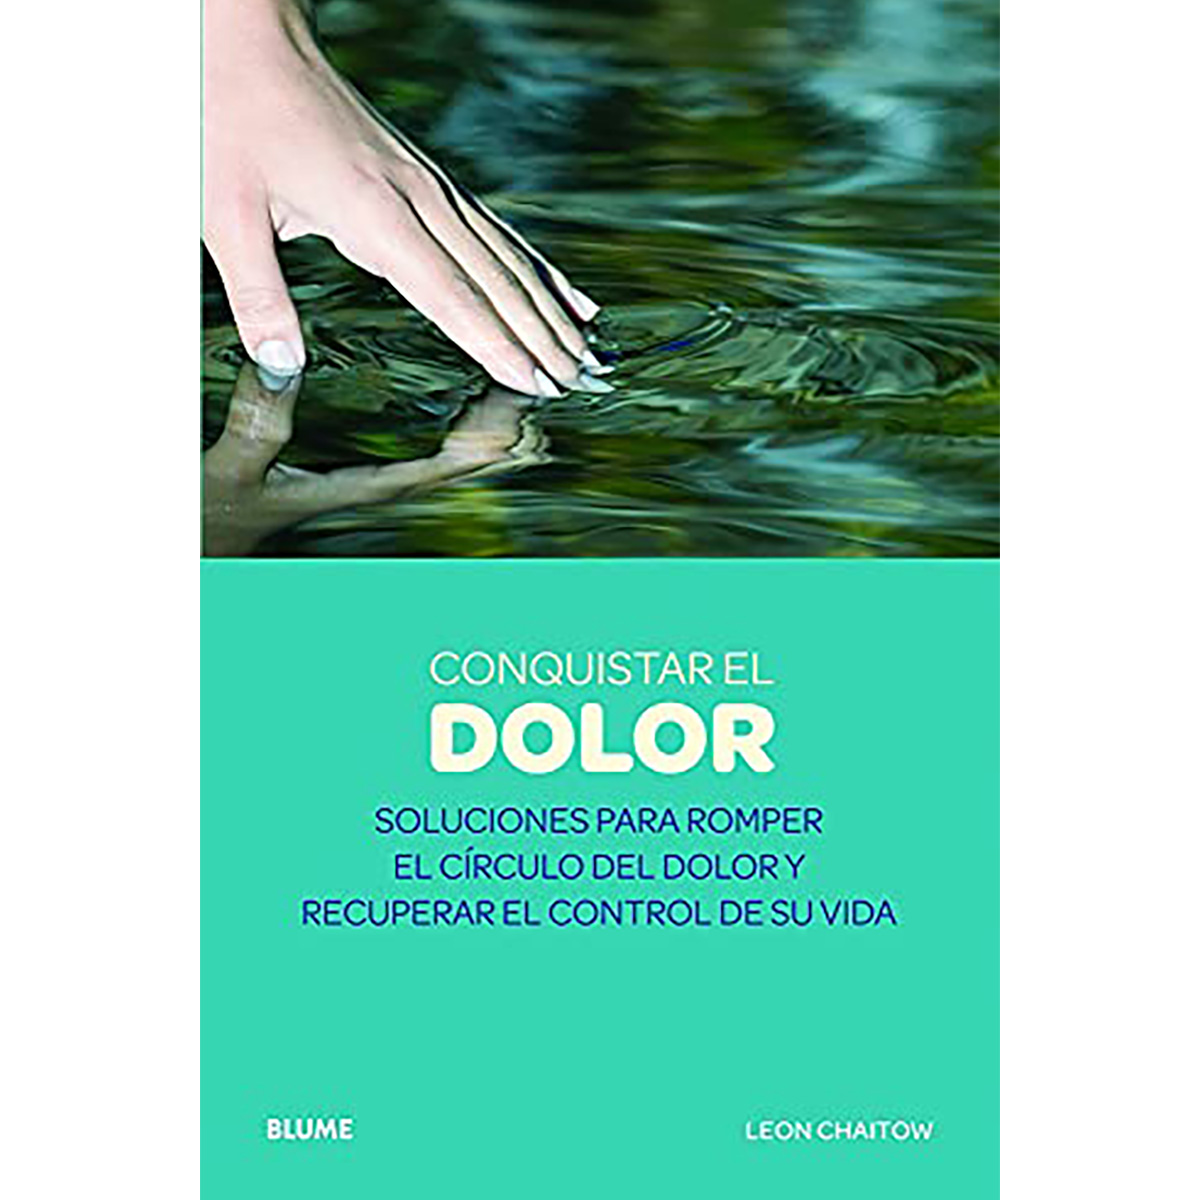 CONQUISTAR EL
DOLOR
SOLUCIONES PARA ROMPER
EL CÍRCULO DEL DOLOR Y
RECUPERAR EL CONTROL DE SU VIDA
BLUME
LEON CHAITOW